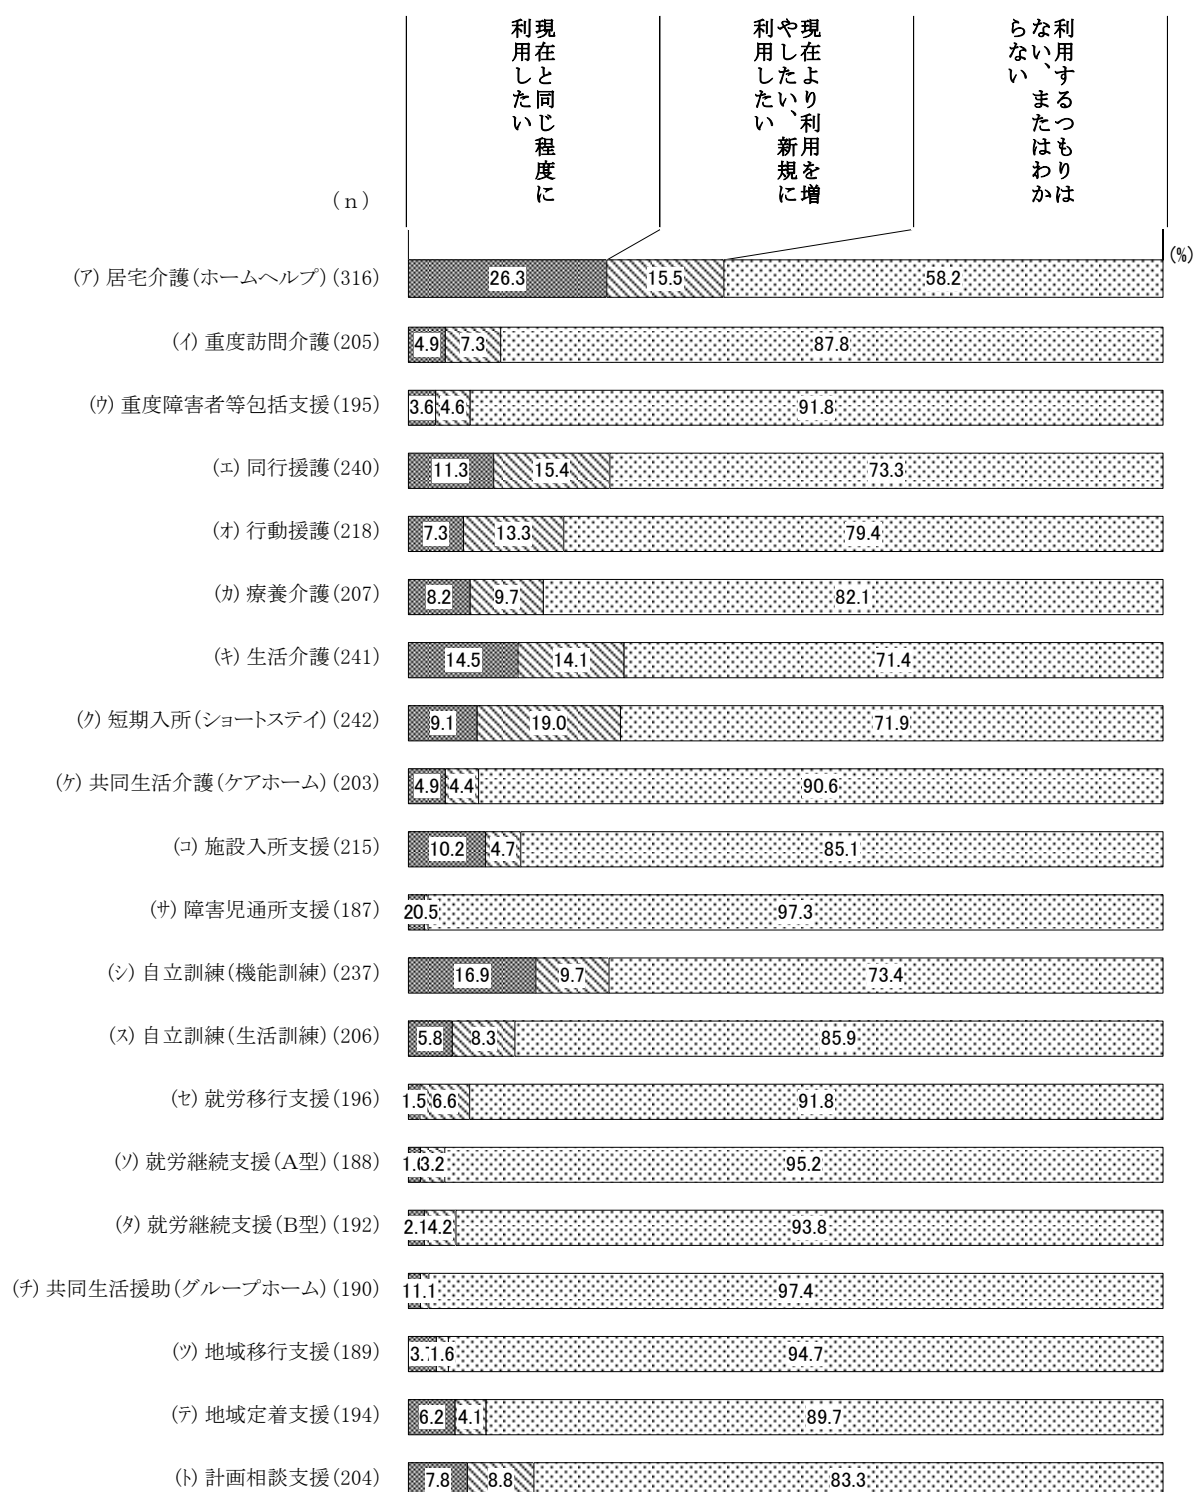 現在と同じ程度に
利用したい
現在より利用を増
やしたい、新規に
利用したい
利用するつもりは
ない、またはわか
らない
(n)
(%)
(ア) 居宅介護(ホームヘルプ)(316) 26.3 15.5 58.2
(イ) 重度訪問介護(205) 4.9 7.3 87.8
(ウ) 重度障害者等包括支援(195) 3.6 4.6 91.8
(エ) 同行援護(240) 11.3 15.4 73.3
(オ) 行動援護(218) 7.3 13.3 79.4
(カ) 療養介護(207) 8.2 9.7 82.1
(キ) 生活介護(241) 14.5 14.1 71.4
(ク) 短期入所(ショートステイ)(242) 9.1 19.0 71.9
(ケ) 共同生活介護(ケアホーム)(203) 4.9 4.4 90.6
(コ) 施設入所支援(215) 10.2 4.7 85.1
(サ) 障害児通所支援(187) 0.5 97.3
(シ) 自立訓練(機能訓練)(237) 16.9 9.7 73.4
(ス) 自立訓練(生活訓練)(206) 5.8 8.3 85.9
(セ) 就労移行支援(196) 1.5 6.6 91.8
(ソ) 就労継続支援(A型)(188) 3.2 95.2
(タ) 就労継続支援(B型)(192) 2.1 4.2 93.8
(チ) 共同生活援助(グループホーム)(190) 1.1 97.4
(ツ) 地域移行支援(189) 1.6 94.7
(テ) 地域定着支援(194) 6.2 4.1 89.7
(ト) 計画相談支援(204) 7.8 8.8 83.3